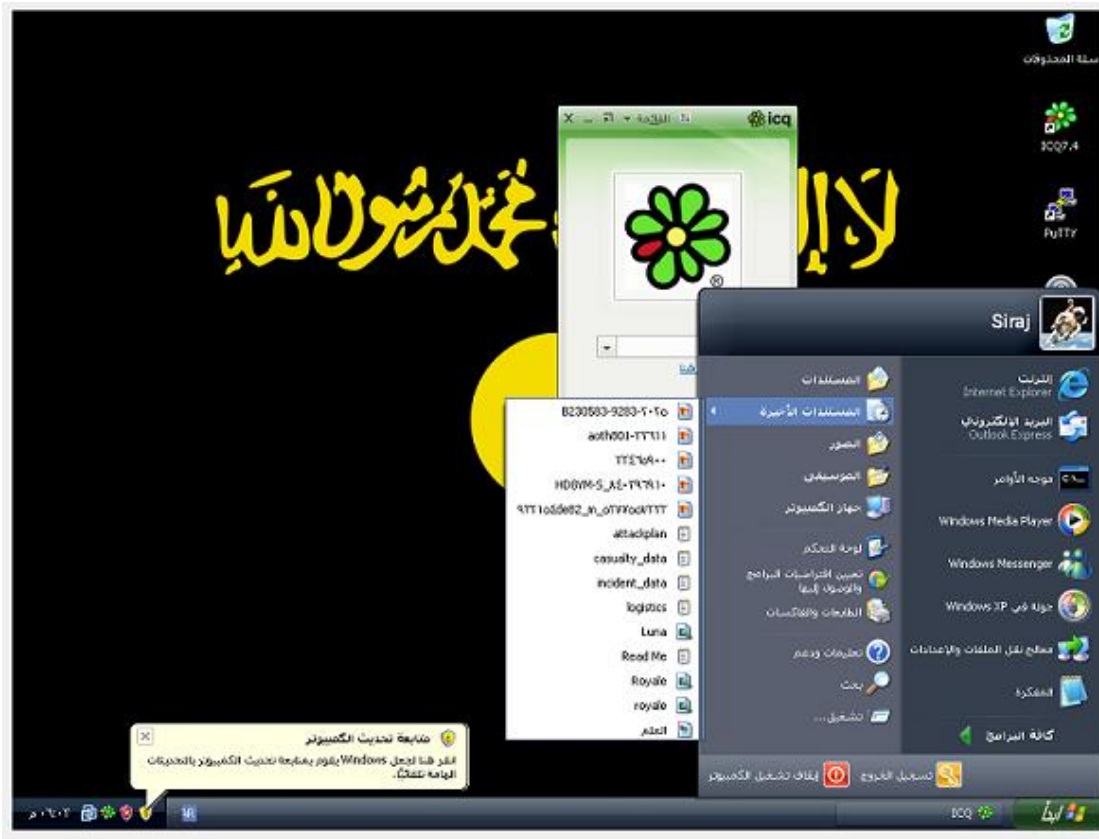 سلة المحذوفات
ICQ7.4
PuTTY
icq
القائمة
لا
محمد رسول
®
Siraj
المستندات
المستندات الأخيرة
الصور
الموسيقى
جهاز الكمبيوتر
لوحة التحكم
تعيين افتراضيات البرامج
والوصول إليها
الطابعات والفاكسات
تعليمات ودعم
بحث
تشغيل...
إنترنت
Internet Explorer
البريد الإلكتروني
Outlook Express
موجه الأوامر
Windows Media Player
Windows Messenger
جولة في Windows XP
معالج نقل الملفات والإعدادات
المفكرة
كافة البرامج
تسجيل الخروج
إيقاف تشغيل الكمبيوتر
attackplan
casualty_data
incident_data
logistics
Luna
Read Me
Royale
royale
العلم
متابعة تحديث الكمبيوتر
انقر هنا لجعل Windows يقوم بمتابعة تحديث الكمبيوتر بالتحديثات
الهامة تلقائيًا.
ICQ
ابدأ